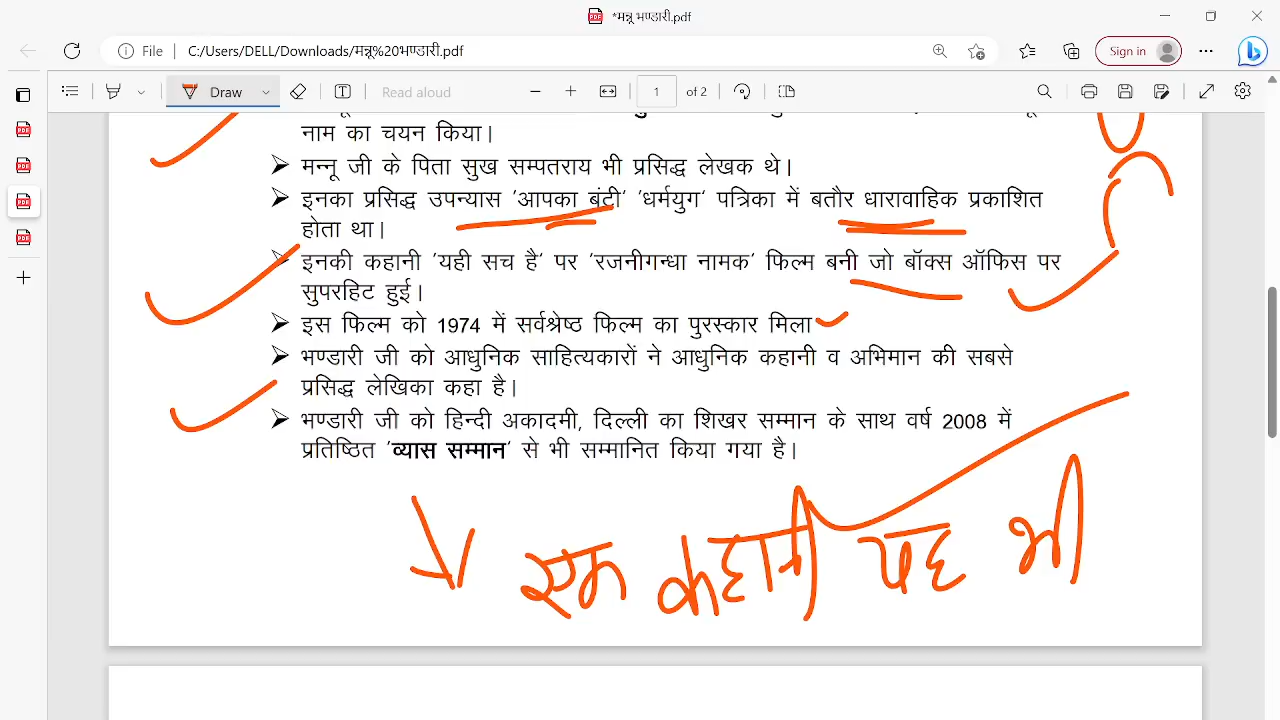 *मन्नू भण्डारी.pdf
File | C:/Users/DELL/Downloads/मन्नू%20भण्डारी.pdf
Sign in
Draw
Read aloud
1 of 2
नाम का चयन किया।
➢ मन्नू जी के पिता सुख सम्पतराय भी प्रसिद्ध लेखक थे।
➢ इनका प्रसिद्ध उपन्यास 'आपका बंटी' 'धर्मयुग' पत्रिका में बतौर धारावाहिक प्रकाशित
होता था।
➢ इनकी कहानी 'यही सच है' पर 'रजनीगन्धा नामक' फिल्म बनी जो बॉक्स ऑफिस पर
सुपरहिट हुई।
➢ इस फिल्म को 1974 में सर्वश्रेष्ठ फिल्म का पुरस्कार मिला
➢ भण्डारी जी को आधुनिक साहित्यकारों ने आधुनिक कहानी व अभिमान की सबसे
प्रसिद्ध लेखिका कहा है।
➢ भण्डारी जी को हिन्दी अकादमी, दिल्ली का शिखर सम्मान के साथ वर्ष 2008 में
प्रतिष्ठित 'व्यास सम्मान' से भी सम्मानित किया गया है।
एक कहानी यह भी